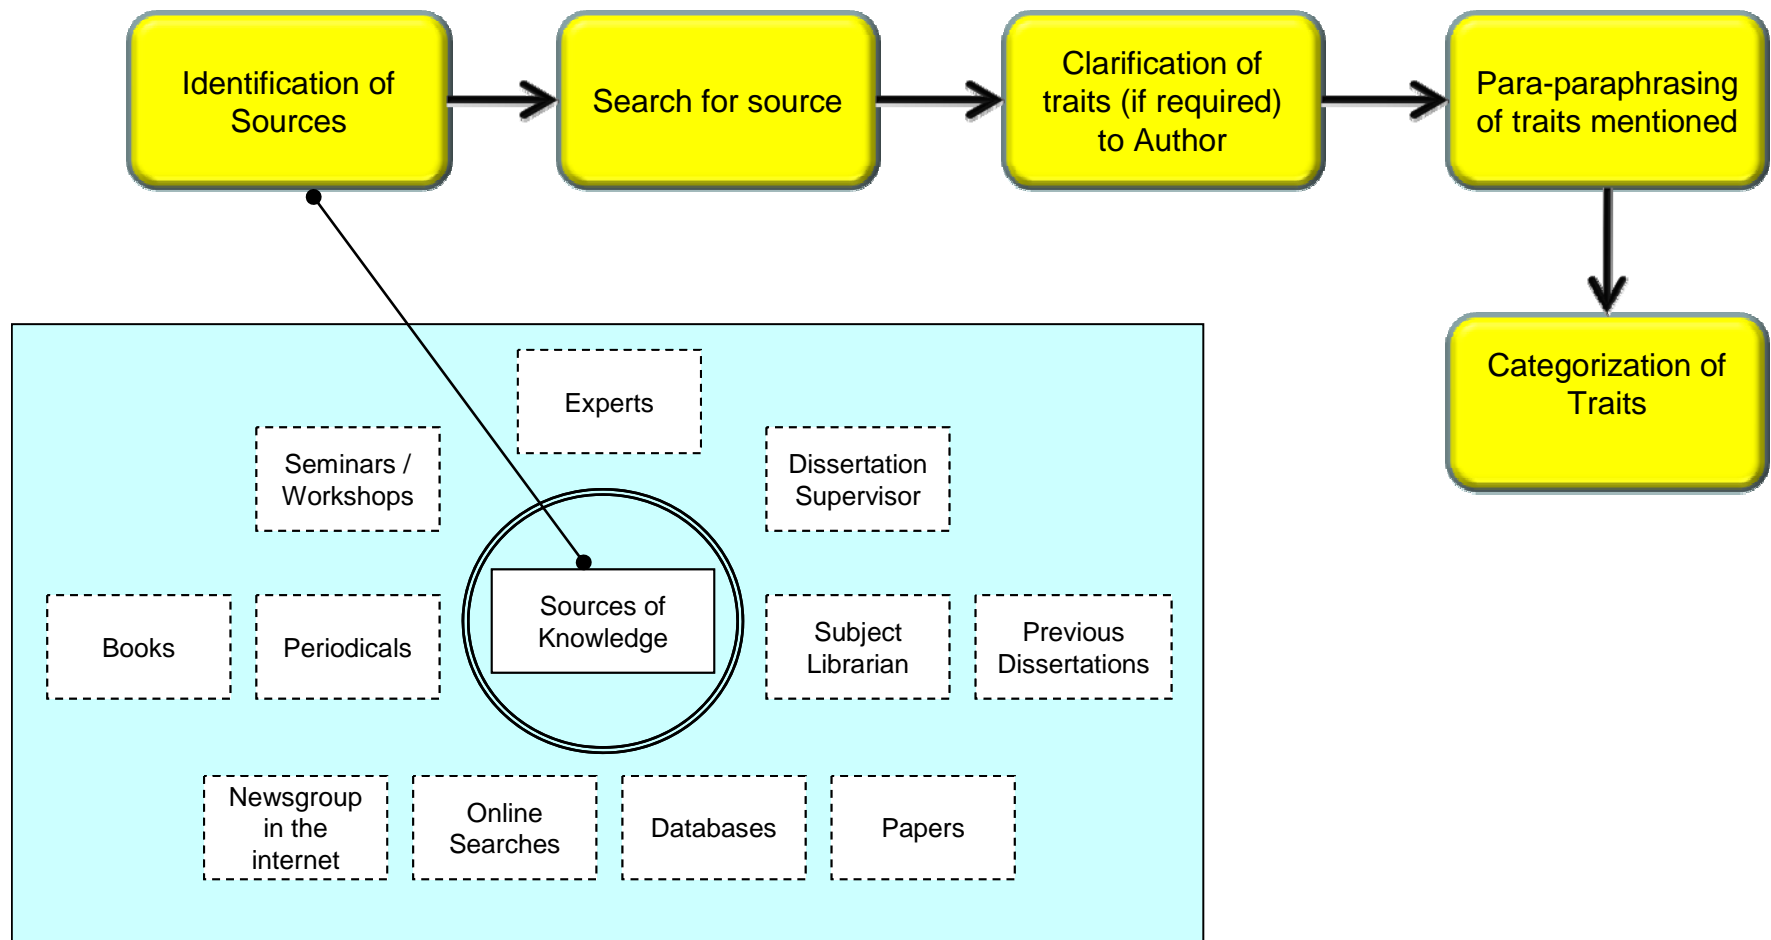 Identification of
Sources
Search for source
Clarification of
traits (if required)
to Author
Para-paraphrasing
of traits mentioned
Categorization of
Traits
Experts
Seminars /
Workshops
Dissertation
Supervisor
Sources of
Knowledge
Books
Periodicals
Subject
Librarian
Previous
Dissertations
Newsgroup
in the
internet
Online
Searches
Databases
Papers